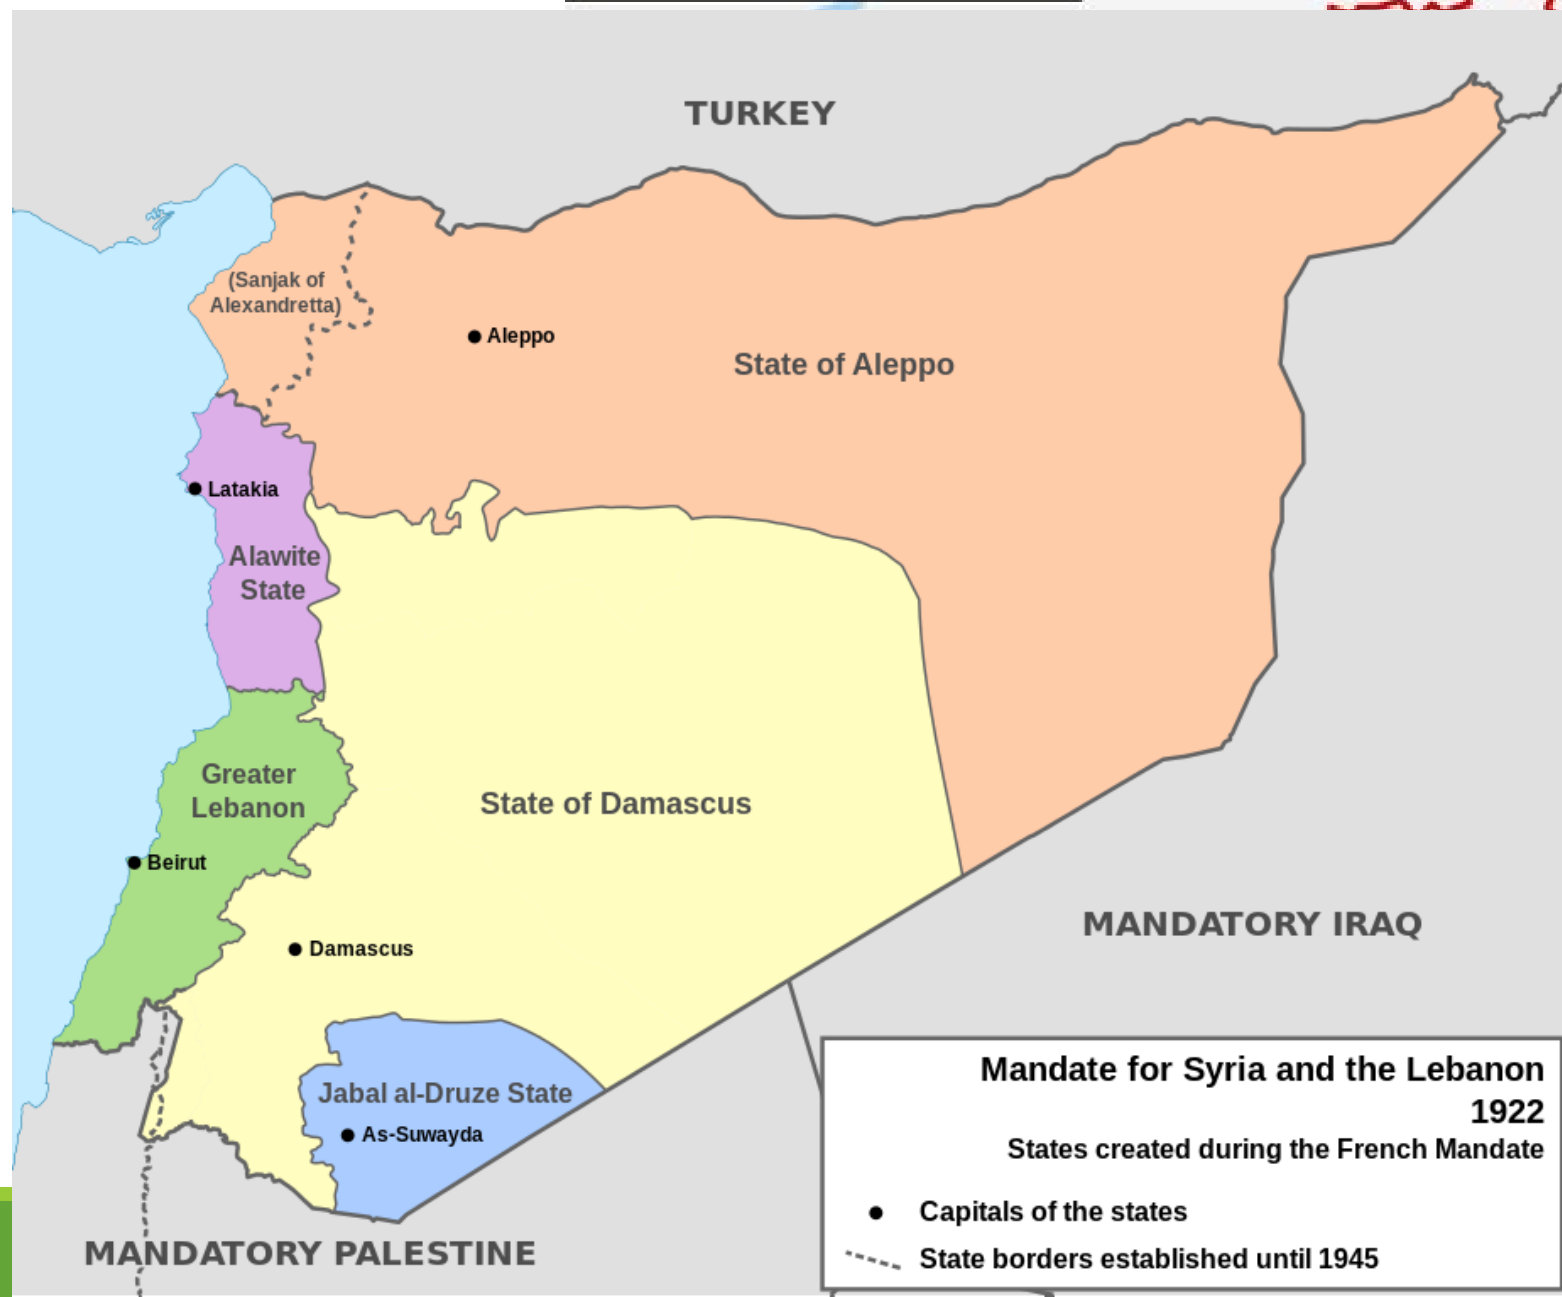 TURKEY
(Sanjak of
Alexandretta)
Aleppo
State of Aleppo
Latakia
Alawite
State
Greater
Lebanon
State of Damascus
Beirut
MANDATORY IRAQ
Damascus
Jabal al-Druze State
As-Suwayda
MANDATORY PALESTINE
Mandate for Syria and the Lebanon
1922
States created during the French Mandate
Capitals of the states
State borders established until 1945